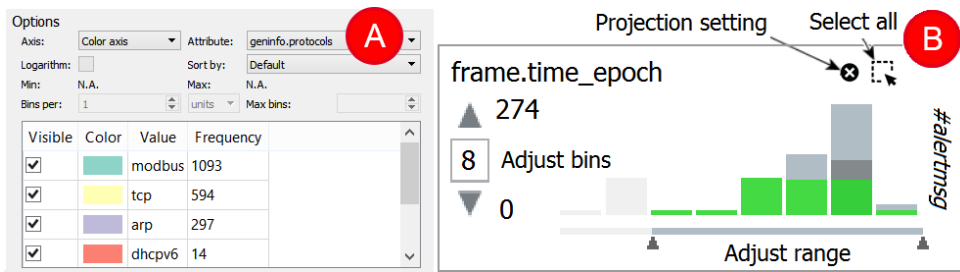 Options
A
Axis: Color axis Attribute: geninfo.protocols
Logarithm: Sort by: Default
Min: N.A. Max: N.A.
Bins per: 1 units Max bins:
Visible Color Value Frequency
modbus 1093
tcp 594
arp 297
dhcpv6 14
Projection setting Select all
B
frame.time_epoch
274
8 Adjust bins
0
#alertmsg
Adjust range